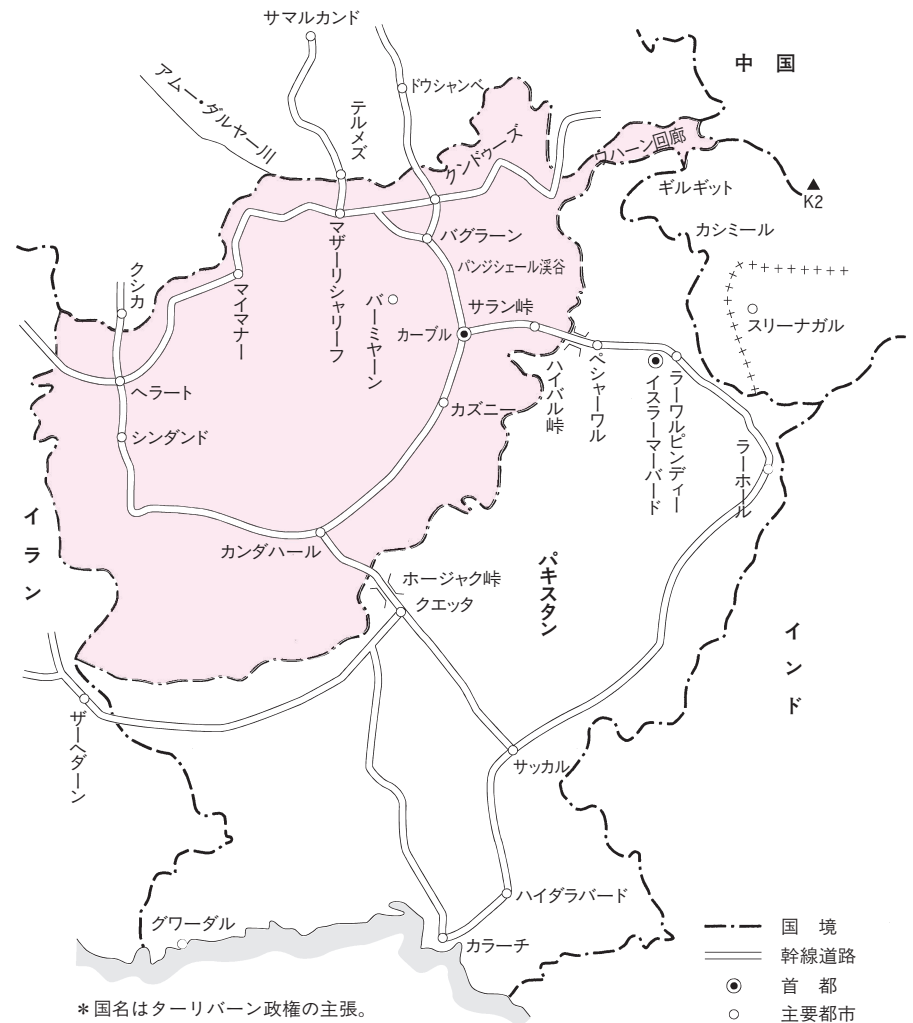 サマルカンド
中国
アムー・ダルヤー川
ドウシャンベ
テルメズ
クンドゥーズ
ワハーン回廊
ギルギット
K2
カシミール
マザーリシャリーフ
バグラーン
パンジシェール渓谷
クシカ
マイマナー
バーミヤーン
サラン峠
カーブル
スリーナガル
ヘラート
ハイバル峠
ペシャーワル
イスラーマーバード
ラーワルピンディー
カズニー
シンダンド
ラーホール
イラン
カンダハール
ホージャク峠
クエッタ
パキスタン
インド
ザーヘダーン
サッカル
ハイダラバード
グワーダル
カラーチ
国境
幹線道路
首都
主要都市
*国名はターリバーン政権の主張。